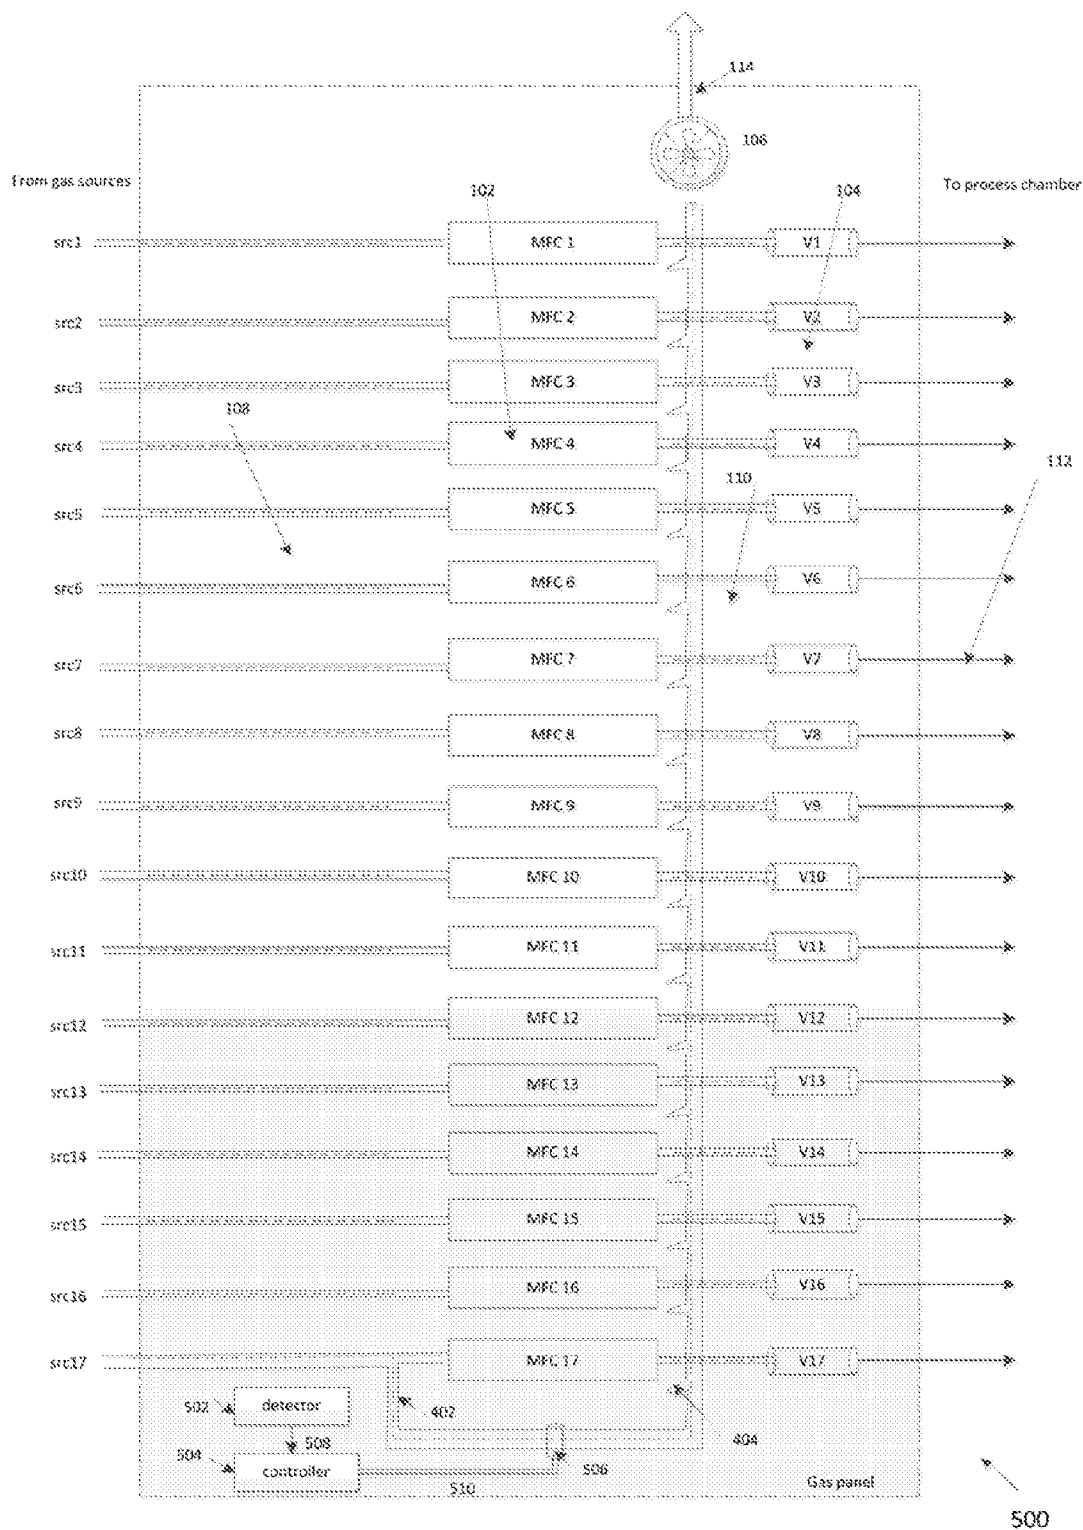 114
106
From gas sources
102
104
To process chamber
src1 MFC 1 V1
src2 MFC 2 V2
src3 MFC 3 V3
108
src4 MFC 4 V4
112
110
src5 MFC 5 V5
src6 MFC 6 V6
src7 MFC 7 V7
src8 MFC 8 V8
src9 MFC 9 V9
src10 MFC 10 V10
src11 MFC 11 V11
src12 MFC 12 V12
src13 MFC 13 V13
src14 MFC 14 V14
src15 MFC 15 V15
src16 MFC 16 V16
src17 MFC 17 V17
502 detector 402
508 404
504 controller 506
510 Gas panel
500